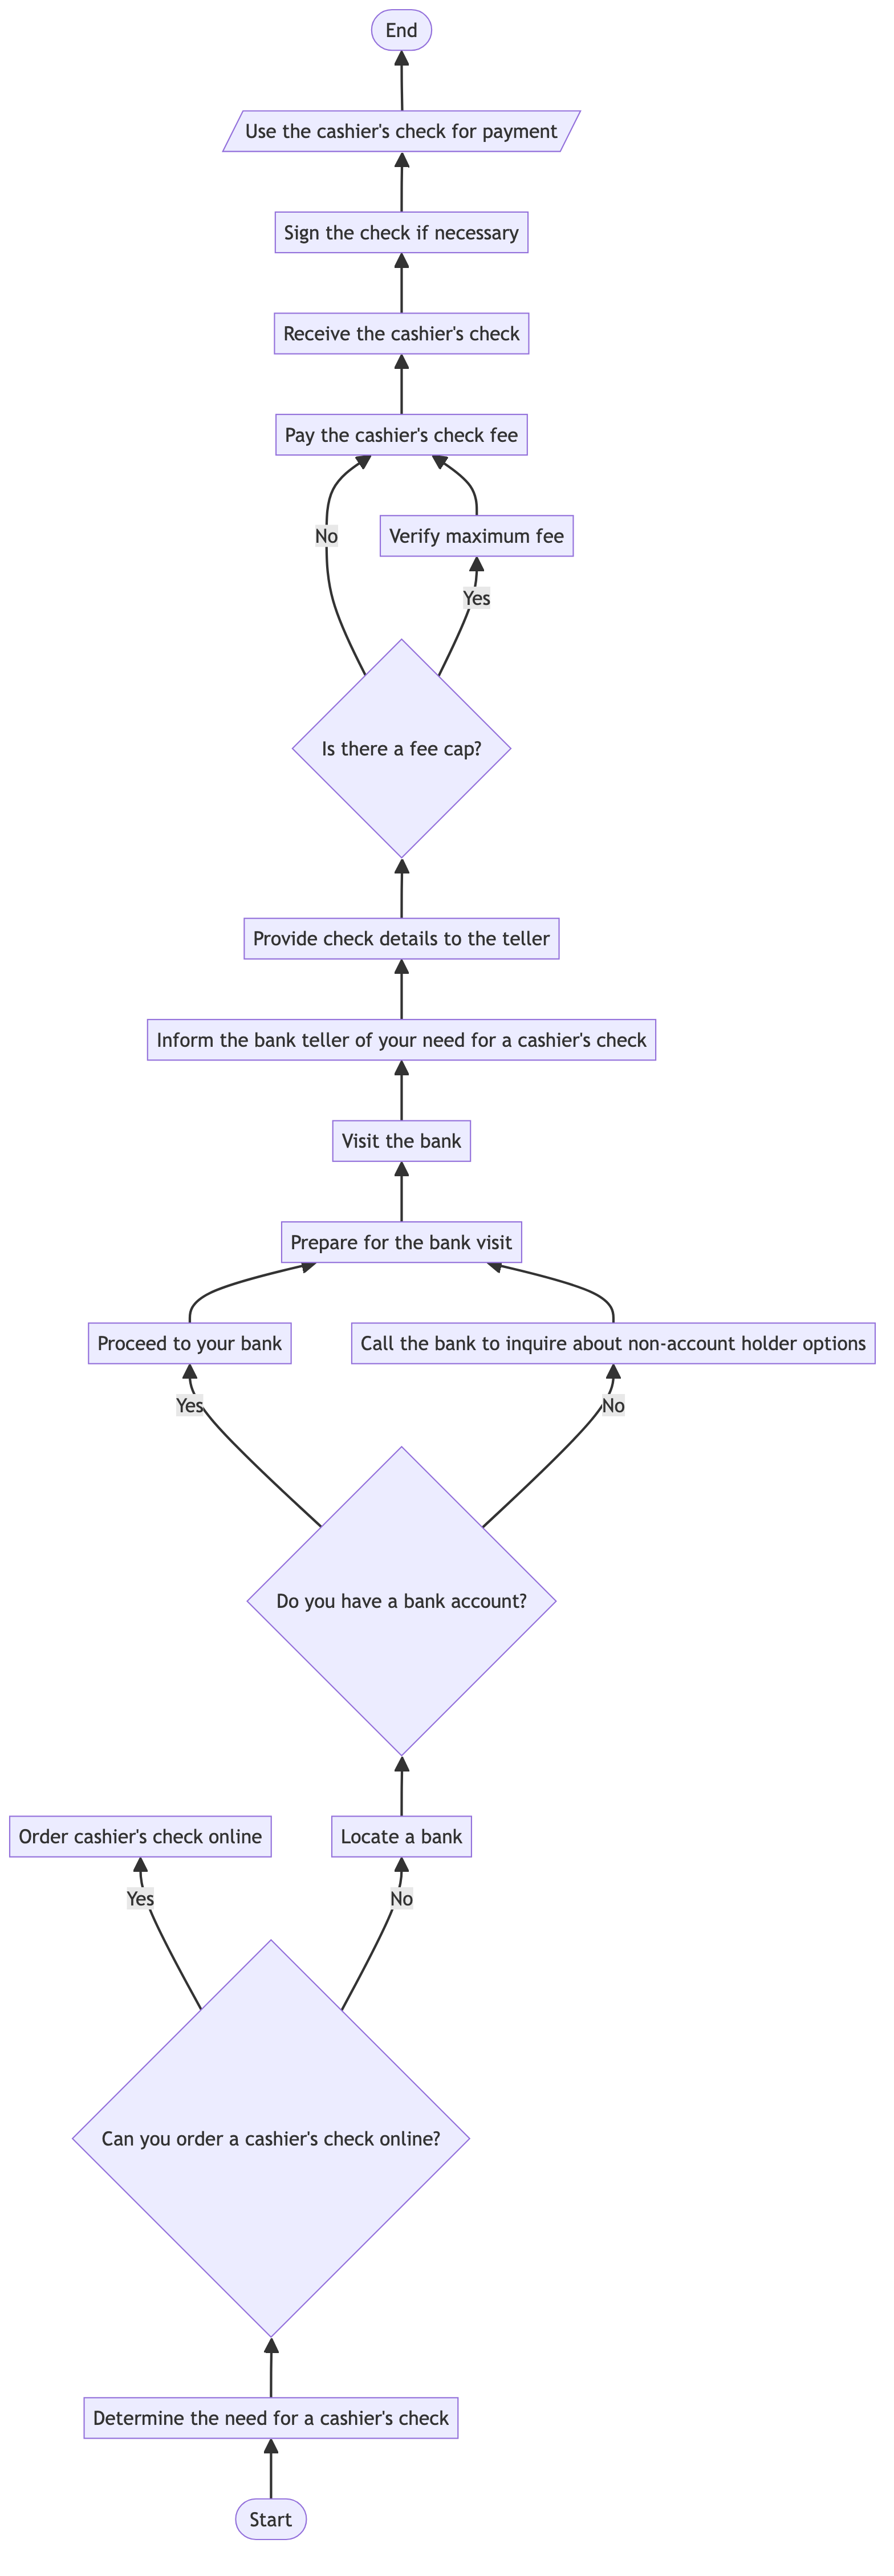 End
Use the cashier's check for payment
Sign the check if necessary
Receive the cashier's check
Pay the cashier's check fee
No
Verify maximum fee
Yes
Is there a fee cap?
Provide check details to the teller
Inform the bank teller of your need for a cashier's check
Visit the bank
Prepare for the bank visit
Proceed to your bank
Call the bank to inquire about non-account holder options
Yes
No
Do you have a bank account?
Order cashier's check online
Locate a bank
Yes
No
Can you order a cashier's check online?
Determine the need for a cashier's check
Start